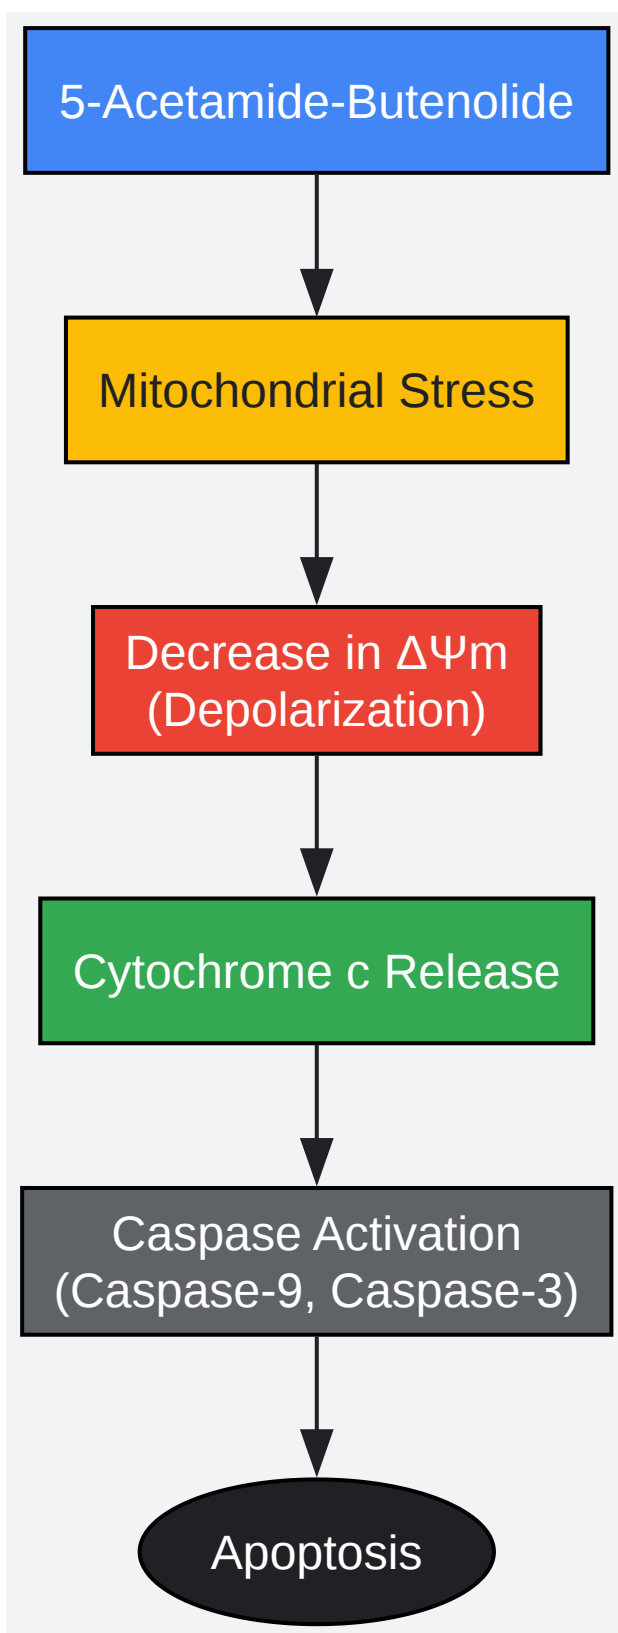 5-Acetamide-Butenolide
Mitochondrial Stress
Decrease in ΔΨm
(Depolarization)
Cytochrome c Release
Caspase Activation
(Caspase-9, Caspase-3)
Apoptosis